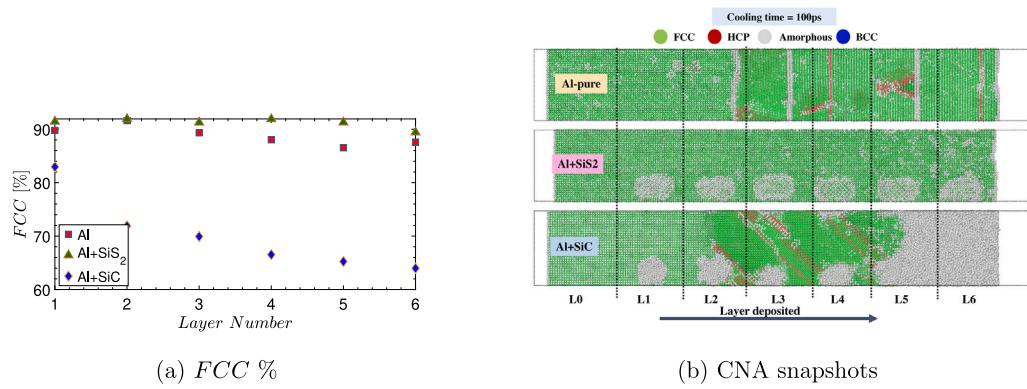 90
80
70
60
FCC [%]
Al
Al+SiS2
Al+SiC
1 2 3 4 5 6
Layer Number
(a) FCC %
Cooling time = 100ps
FCC HCP Amorphous BCC
Al-pure
Al+SiS2
Al+SiC
L0 L1 L2 L3 L4 L5 L6
Layer deposited
(b) CNA snapshots